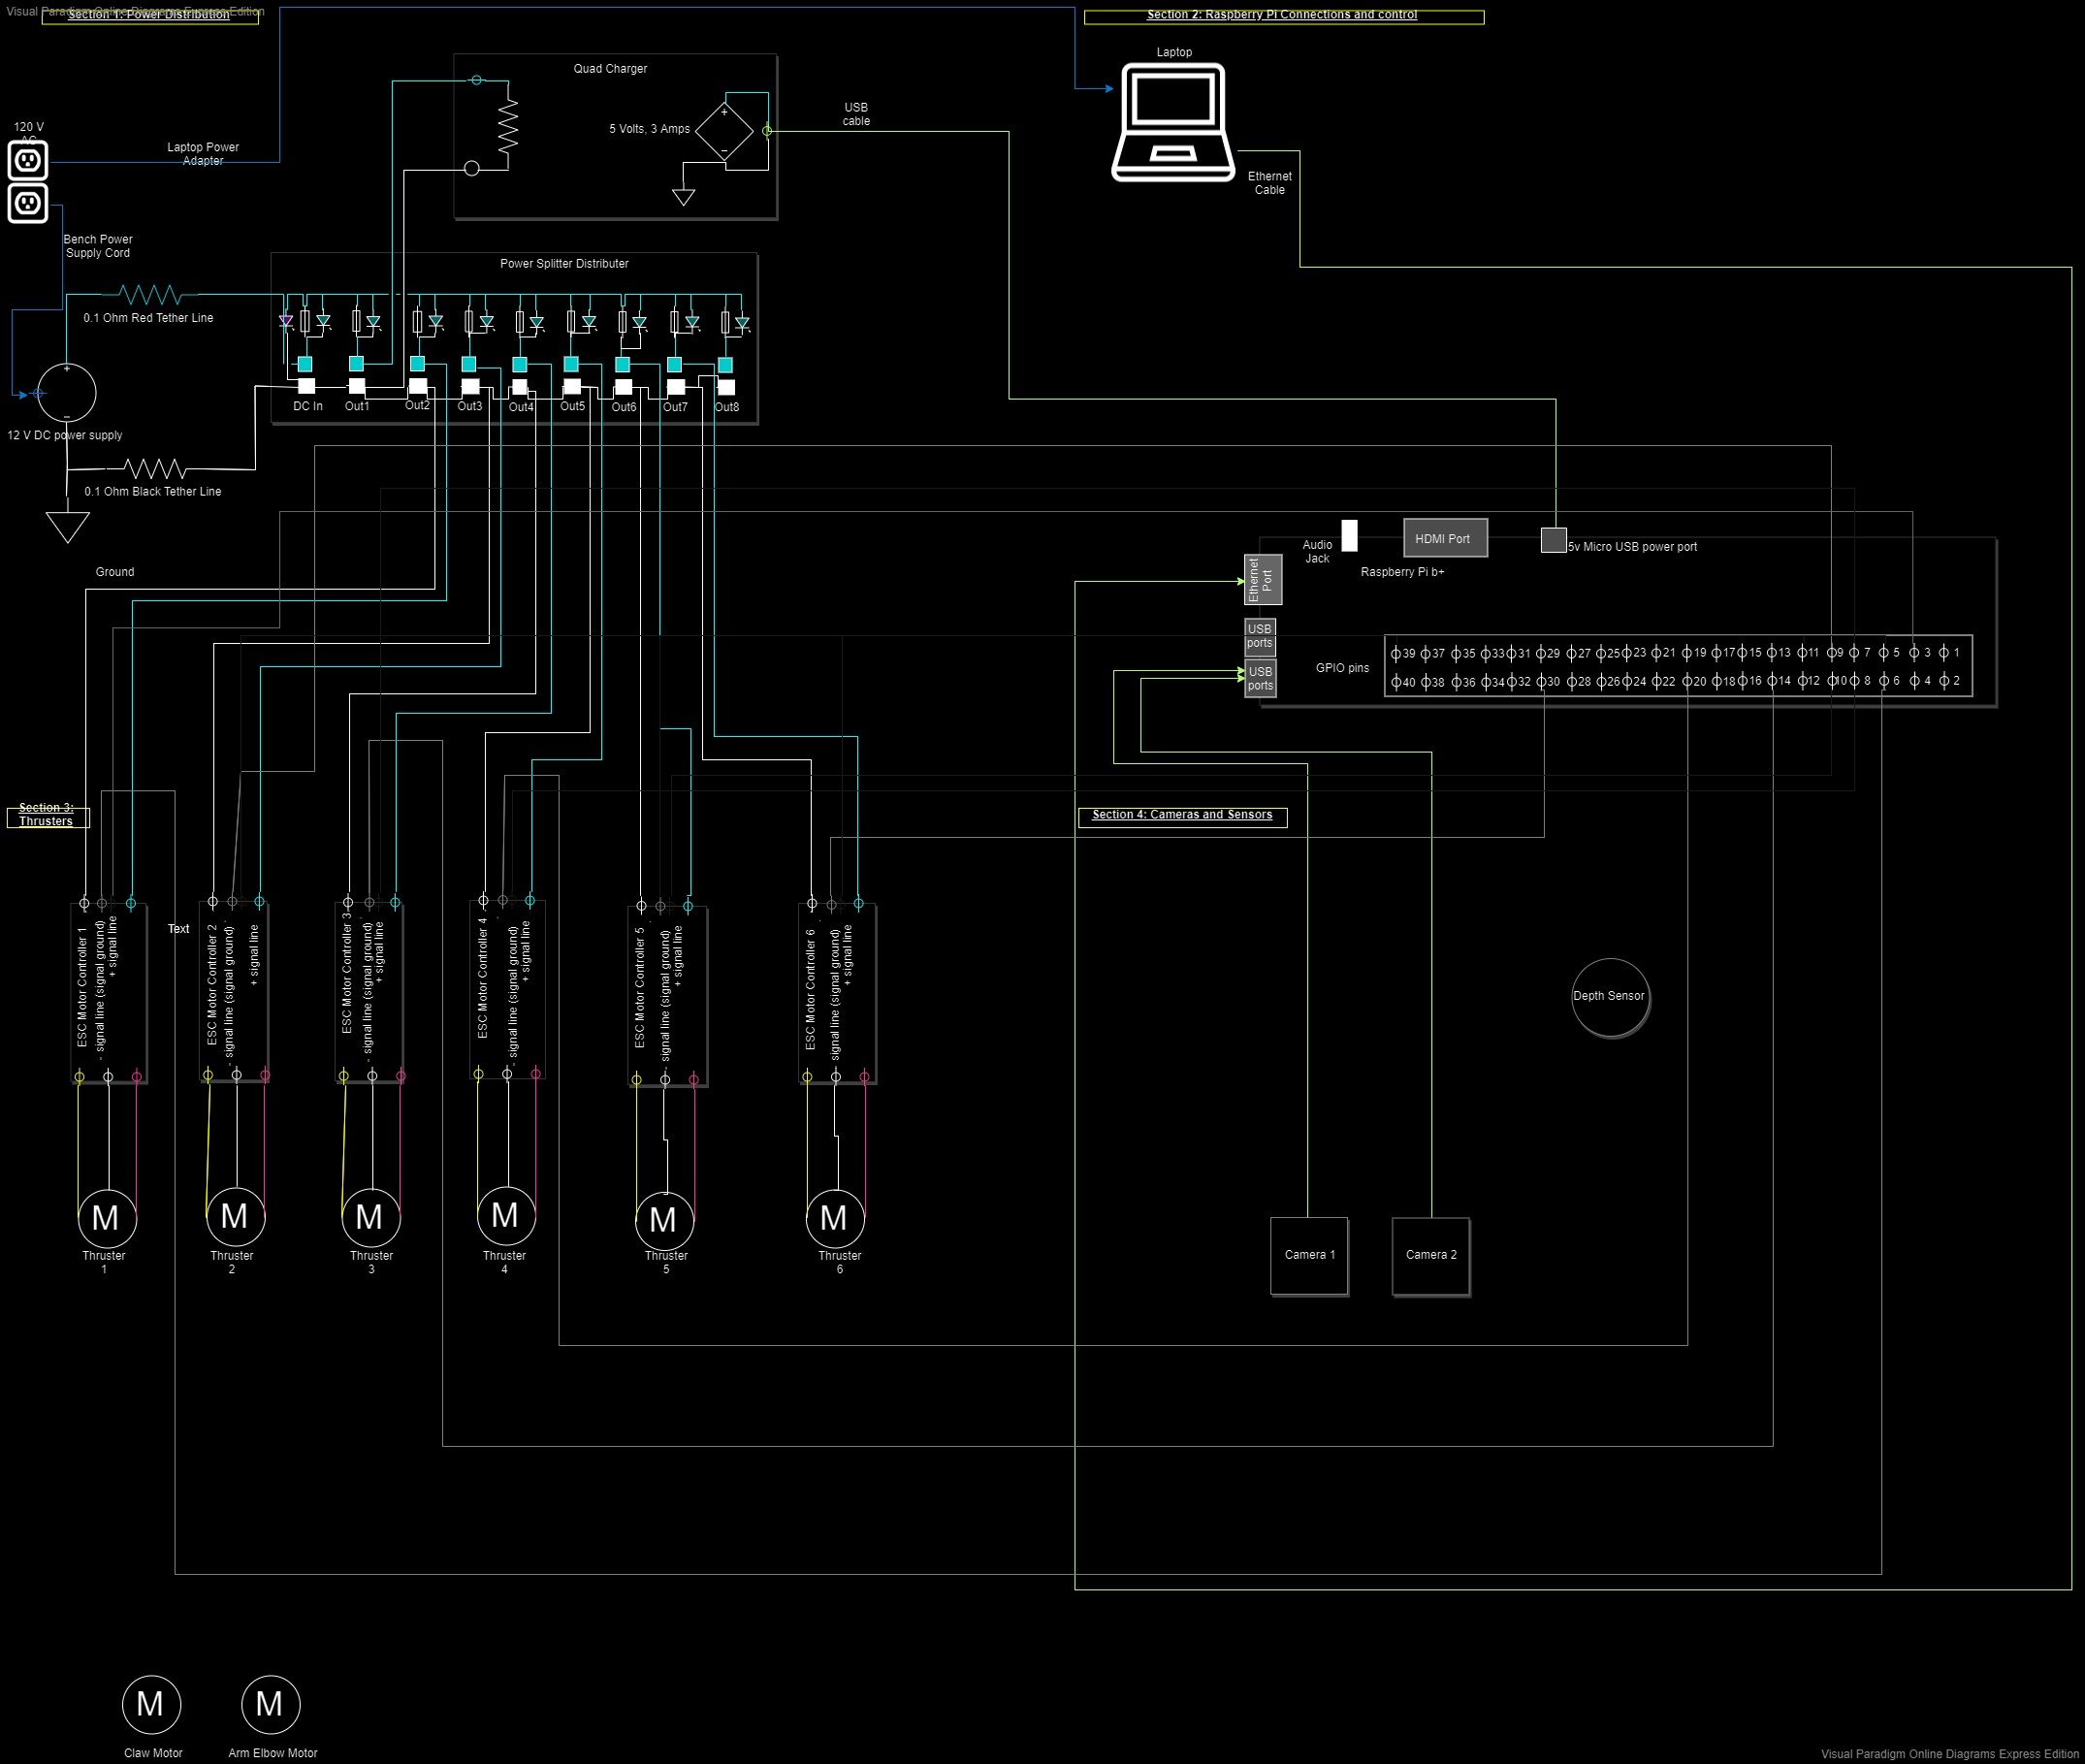 Visual Paradigm Online Diagrams Express Edition
Section 1: Power Distribution
Section 2: Raspberry Pi Connections and control
Laptop
Quad Charger
USB
cable
5 Volts, 3 Amps
120 V
AC
Laptop Power
Adapter
Ethernet
Cable
Bench Power
Supply Cord
Power Splitter Distributer
0.1 Ohm Red Tether Line
+
−
+
−
DC In
Out1
Out2
Out3
Out4
Out5
Out6
Out7
Out8
12 V DC power supply
0.1 Ohm Black Tether Line
Ground
Audio
Jack
HDMI Port
5v Micro USB power port
Raspberry Pi b+
Ethernet
Port
USB
ports
USB
ports
GPIO pins
39 37 35 33 31 29 27 25 23 21 19 17 15 13 11 9 7 5 3 1
40 38 36 34 32 30 28 26 24 22 20 18 16 14 12 10 8 6 4 2
Section 3:
Thrusters
Section 4: Cameras and Sensors
Text
ESC Motor Controller 1
- signal line (signal ground)
+ signal line
ESC Motor Controller 2
- signal line (signal ground)
+ signal line
ESC Motor Controller 3
- signal line (signal ground)
+ signal line
ESC Motor Controller 4
- signal line (signal ground)
+ signal line
ESC Motor Controller 5
- signal line (signal ground)
+ signal line
ESC Motor Controller 6
- signal line (signal ground)
+ signal line
Depth Sensor
M
M
M
M
M
M
Thruster
1
Thruster
2
Thruster
3
Thruster
4
Thruster
5
Thruster
6
Camera 1
Camera 2
M
M
Claw Motor
Arm Elbow Motor
Visual Paradigm Online Diagrams Express Edition